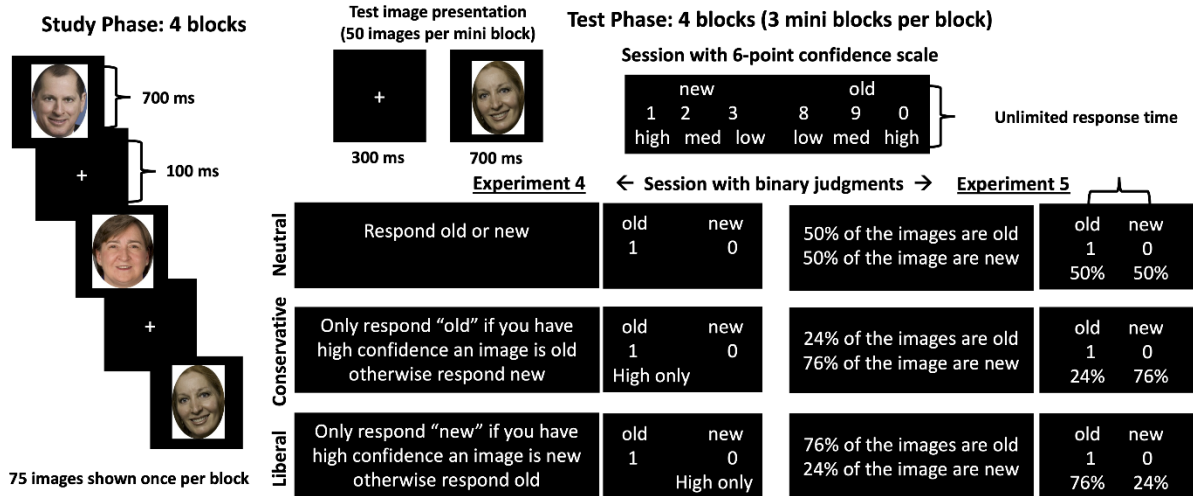 Study Phase: 4 blocks
700 ms
+
100 ms
+
75 images shown once per block
Test image presentation
(50 images per mini block)
+
300 ms 700 ms
Test Phase: 4 blocks (3 mini blocks per block)
Session with 6-point confidence scale
new old
1 2 3 8 9 0
high med low low med high
Unlimited response time
Experiment 4 ← Session with binary judgments → Experiment 5
Neutral
Respond old or new
old new
1 0
50% of the images are old
50% of the image are new
old new
1 0
50% 50%
Conservative
Only respond “old” if you have
high confidence an image is old
otherwise respond new
old new
1 0
High only
24% of the images are old
76% of the image are new
old new
1 0
24% 76%
Liberal
Only respond “new” if you have
high confidence an image is new
otherwise respond old
old new
1 0
High only
76% of the images are old
24% of the images are new
old new
1 0
76% 24%